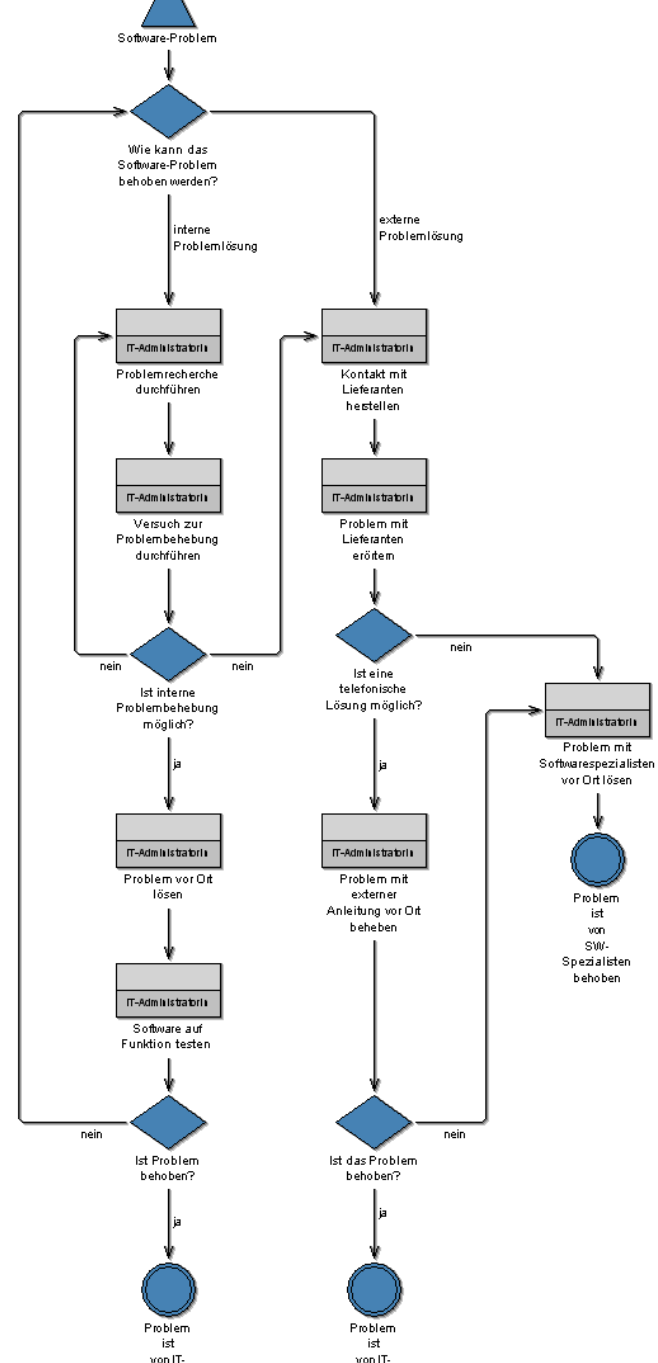 Software-Problem
Wie kann das
Software-Problem
behoben werden?
interne
Problemlösung
externe
Problemlösung
IT-AdministratorIn
Problemrecherche
durchführen
IT-AdministratorIn
Kontakt mit
Lieferanten
herstellen
IT-AdministratorIn
Versuch zur
Problembehebung
durchführen
IT-AdministratorIn
Problem mit
Lieferanten
erörtern
nein
nein
Ist interne
Problembehebung
möglich?
ja
nein
Ist eine
telefonische
Lösung möglich?
ja
IT-AdministratorIn
Problem mit
Softwarespezialisten
vor Ort lösen
IT-AdministratorIn
Problem vor Ort
lösen
IT-AdministratorIn
Problem mit
externer
Anleitung vor Ort
beheben
Problem
ist
von
SW-
Spezialisten
behoben
IT-AdministratorIn
Software auf
Funktion testen
nein
Ist Problem
behoben?
ja
nein
Ist das Problem
behoben?
ja
Problem
ist
von IT-
Problem
ist
von IT-